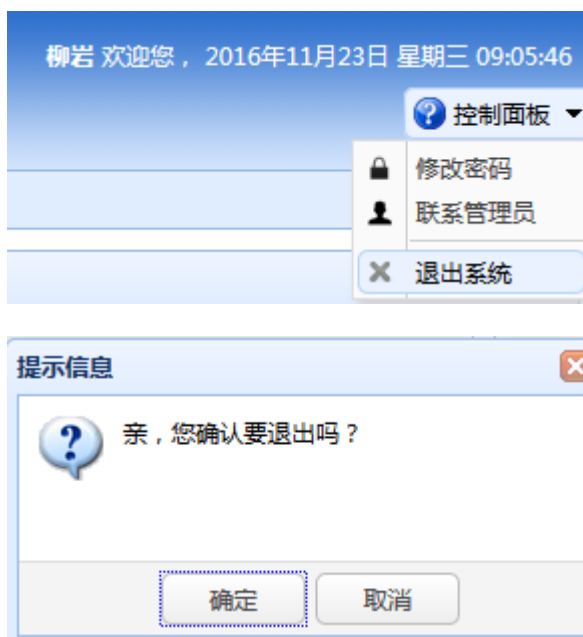 柳岩 欢迎您， 2016年11月23日 星期三 09:05:46
控制面板
修改密码
联系管理员
退出系统
提示信息
亲，您确认要退出吗？
确定 取消